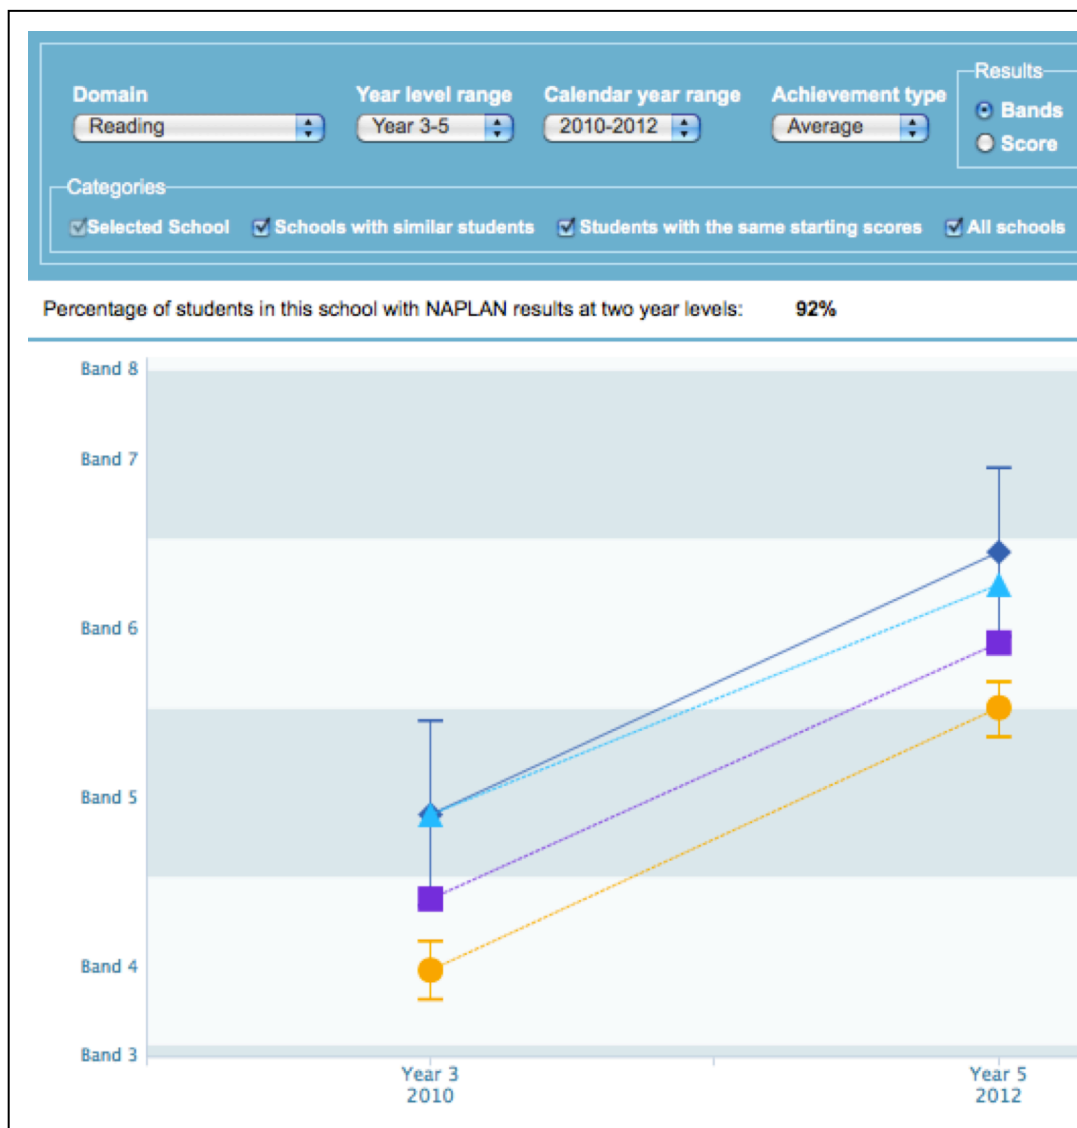 Domain
Reading
Year level range
Year 3-5
Calendar year range
2010-2012
Achievement type
Average
Results
Bands
Score
Categories
Selected School
Schools with similar students
Students with the same starting scores
All schools
Percentage of students in this school with NAPLAN results at two year levels: 92%
Band 8
Band 7
Band 6
Band 5
Band 4
Band 3
Year 3
2010
Year 5
2012